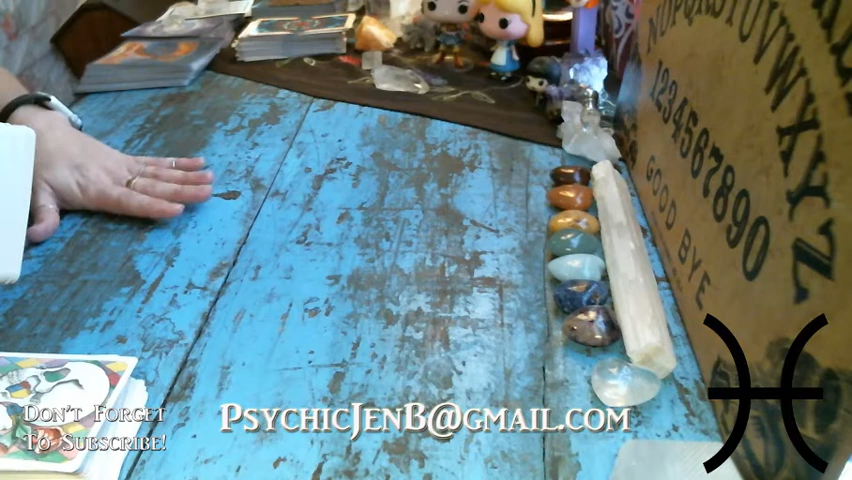 NOPQRSTUVWXYZ
1234567890
GOOD BYE
Don't Forget
To Subscribe!
PsychicJenB@gmail.com